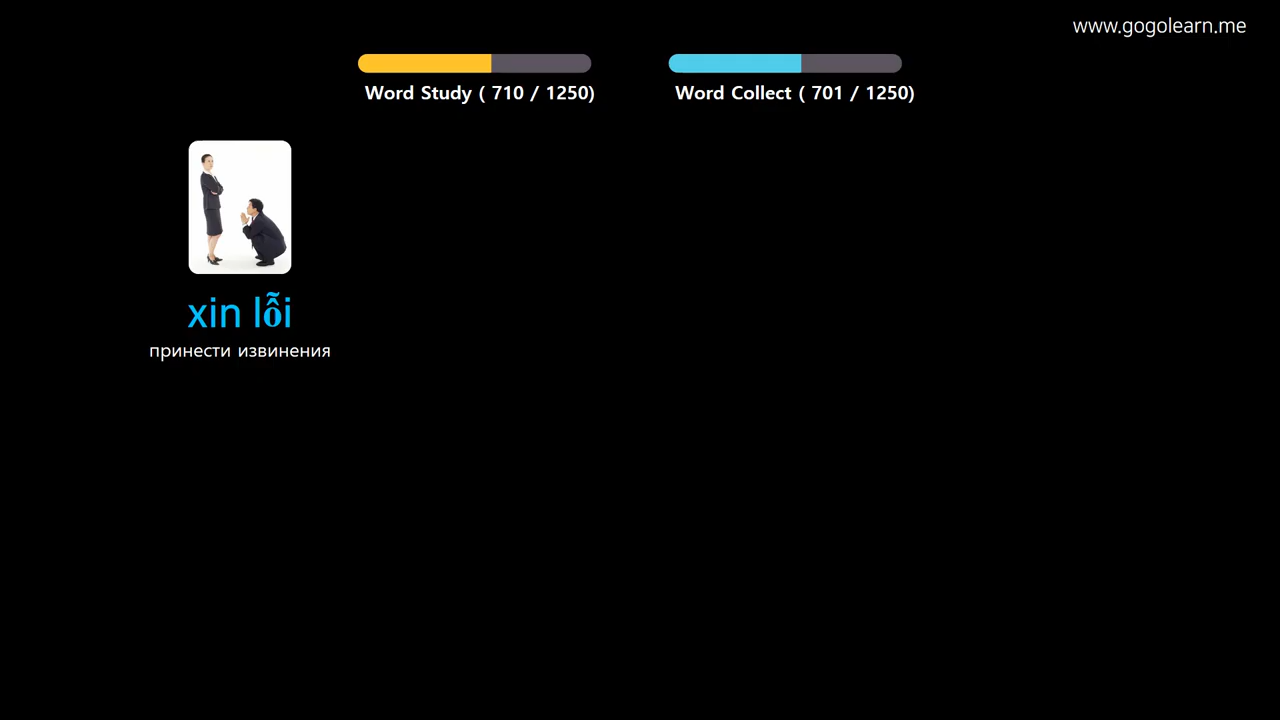 www.gogolearn.me
Word Study ( 710 / 1250)
Word Collect ( 701 / 1250)
xin lỗi
принести извинения